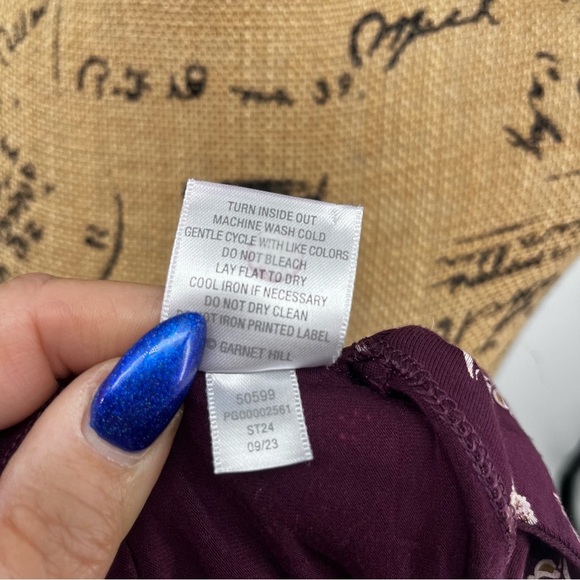 TURN INSIDE OUT
MACHINE WASH COLD
GENTLE CYCLE WITH LIKE COLORS
DO NOT BLEACH
LAY FLAT TO DRY
COOL IRON IF NECESSARY
DO NOT DRY CLEAN
NOT IRON PRINTED LABEL
© GARNET HILL
50599
PG00002561
ST24
09/23